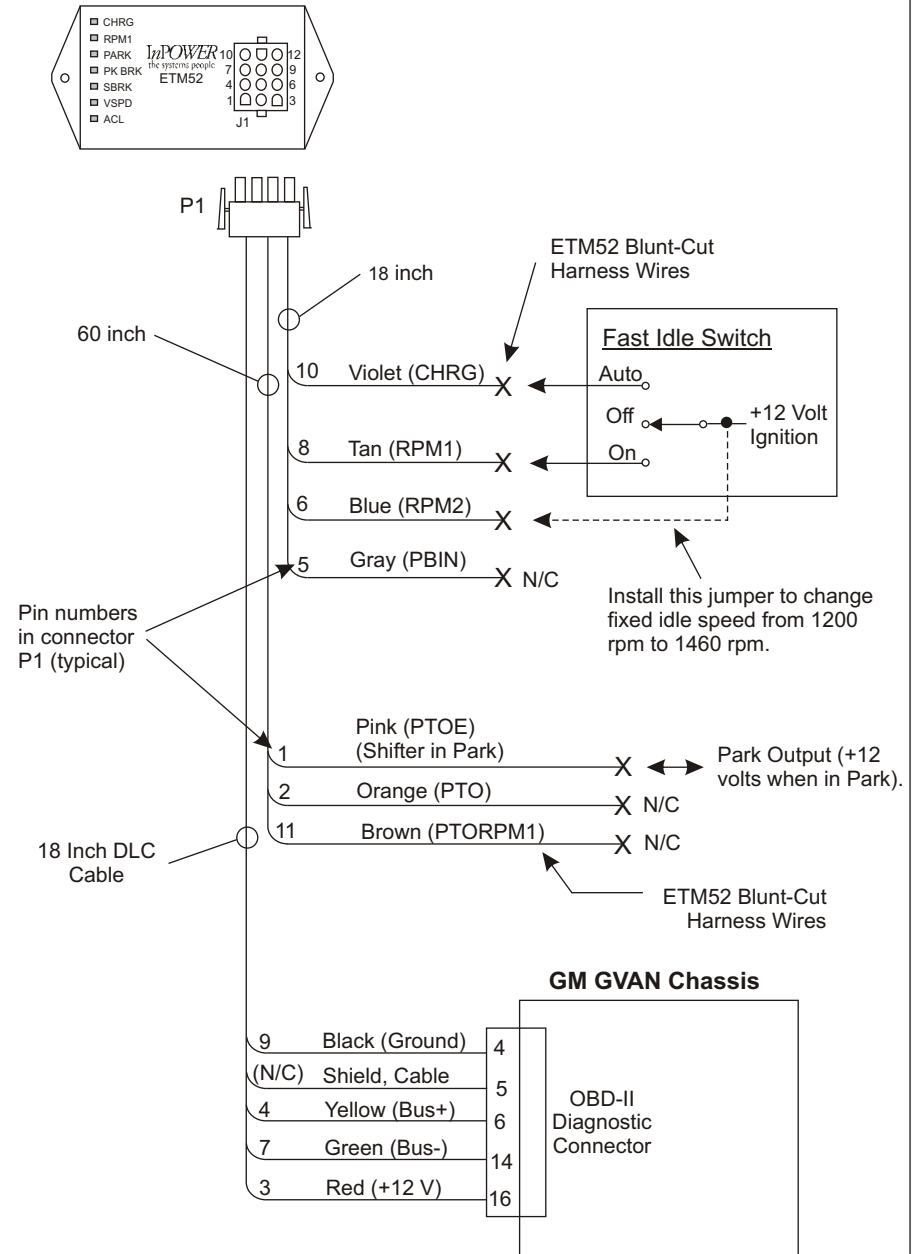 CHRG
RPM1
PARK
PK BRK
SBRK
VSPD
ACL
InPOWER
the systems people
ETM52
10 12
7 9
4 6
1 3
J1
P1
18 inch
60 inch
ETM52 Blunt-Cut
Harness Wires
Fast Idle Switch
Auto
Off
On
+12 Volt
Ignition
10 Violet (CHRG) X
8 Tan (RPM1) X
6 Blue (RPM2) X
5 Gray (PBIN) X N/C
Install this jumper to change
fixed idle speed from 1200
rpm to 1460 rpm.
Pin numbers
in connector
P1 (typical)
Pink (PTOE)
1 (Shifter in Park) X
Park Output (+12
volts when in Park).
2 Orange (PTO) X N/C
11 Brown (PTORPM1) X N/C
18 Inch DLC
Cable
ETM52 Blunt-Cut
Harness Wires
GM GVAN Chassis
9 Black (Ground) 4
(N/C) Shield, Cable 5
4 Yellow (Bus+) 6
7 Green (Bus-) 14
3 Red (+12 V) 16
OBD-II
Diagnostic
Connector